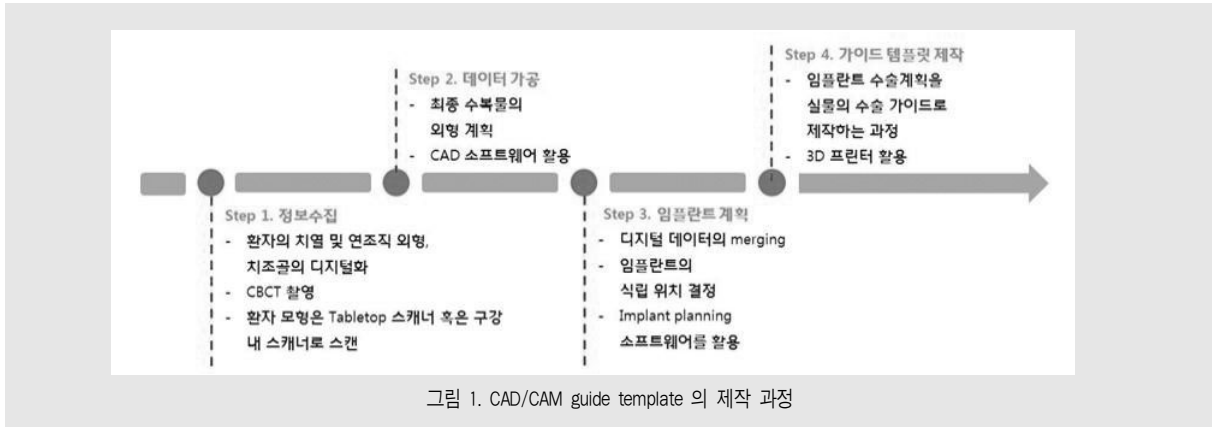 Step 1. 정보수집
- 환자의 치열 및 연조직 외형,
치조골의 디지털화
- CBCT 촬영
- 환자 모형은 Tabletop 스캐너 혹은 구강
내 스캐너로 스캔
Step 2. 데이터 가공
- 최종 수복물의
외형 계획
- CAD 소프트웨어 활용
Step 3. 임플란트 계획
- 디지털 데이터의 merging
- 임플란트의
식립 위치 결정
- Implant planning
소프트웨어를 활용
Step 4. 가이드 템플릿 제작
- 임플란트 수술계획을
실물의 수술 가이드로
제작하는 과정
- 3D 프린터 활용
그림 1. CAD/CAM guide template 의 제작 과정